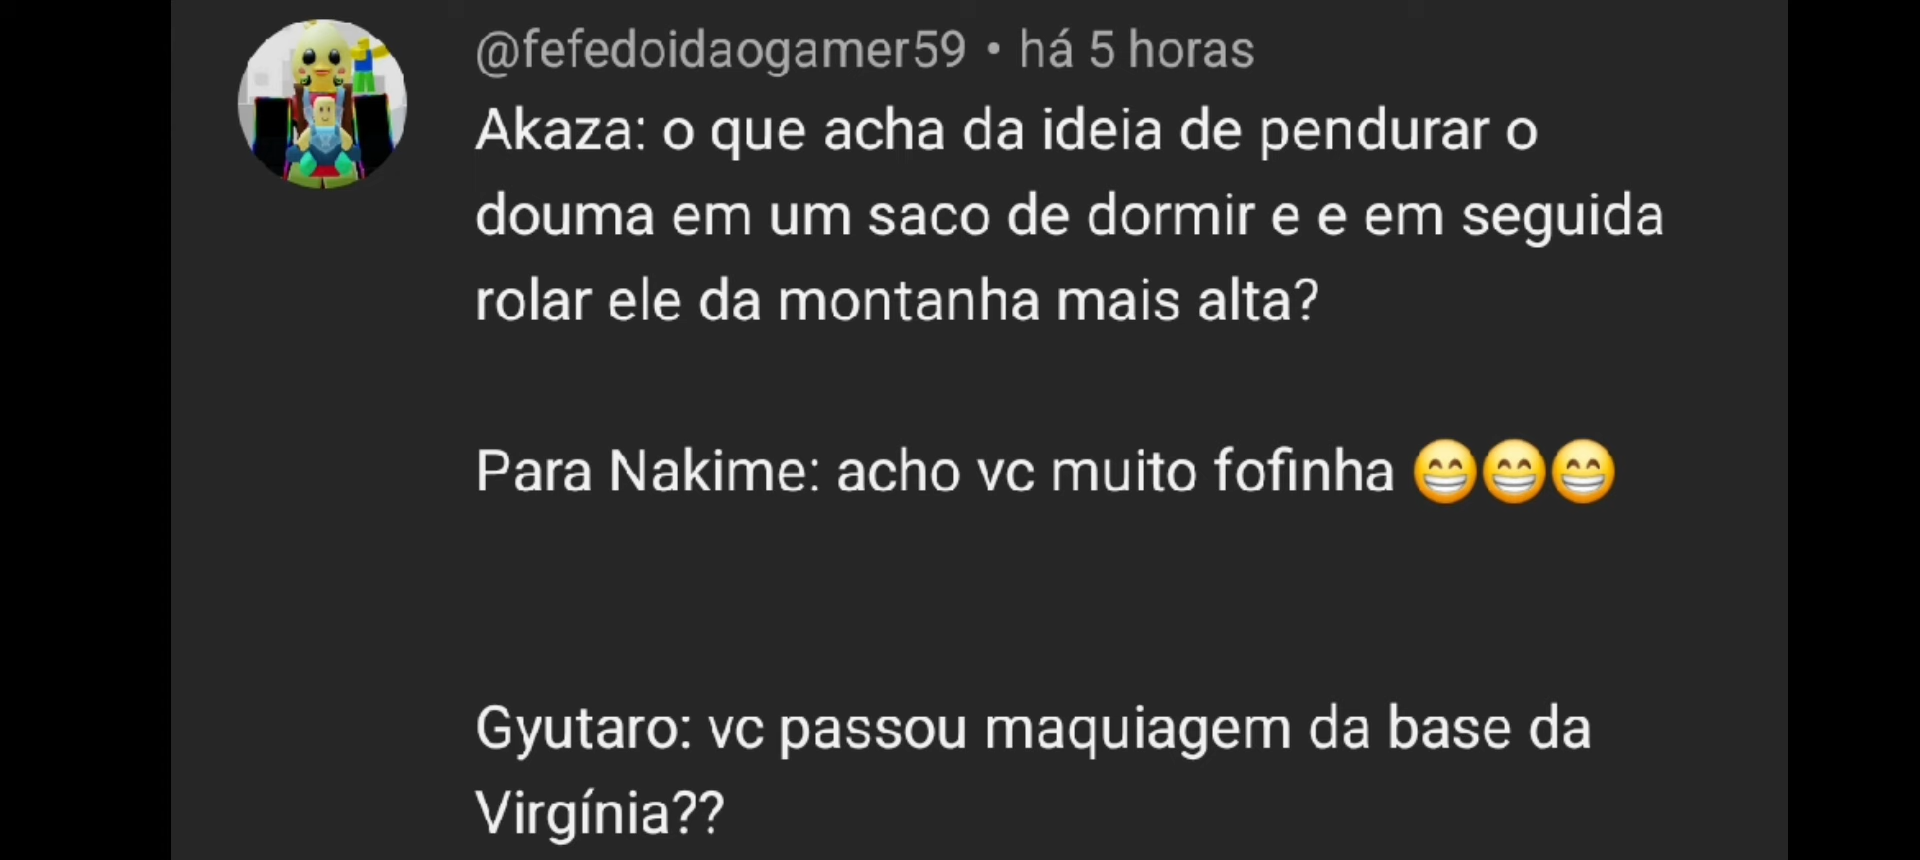 @fefedoidaogamer59 • há 5 horas
Akaza: o que acha da ideia de pendurar o
douma em um saco de dormir e e em seguida
rolar ele da montanha mais alta?
Para Nakime: acho vc muito fofinha 😁😁😁
Gyutaro: vc passou maquiagem da base da
Virgínia??